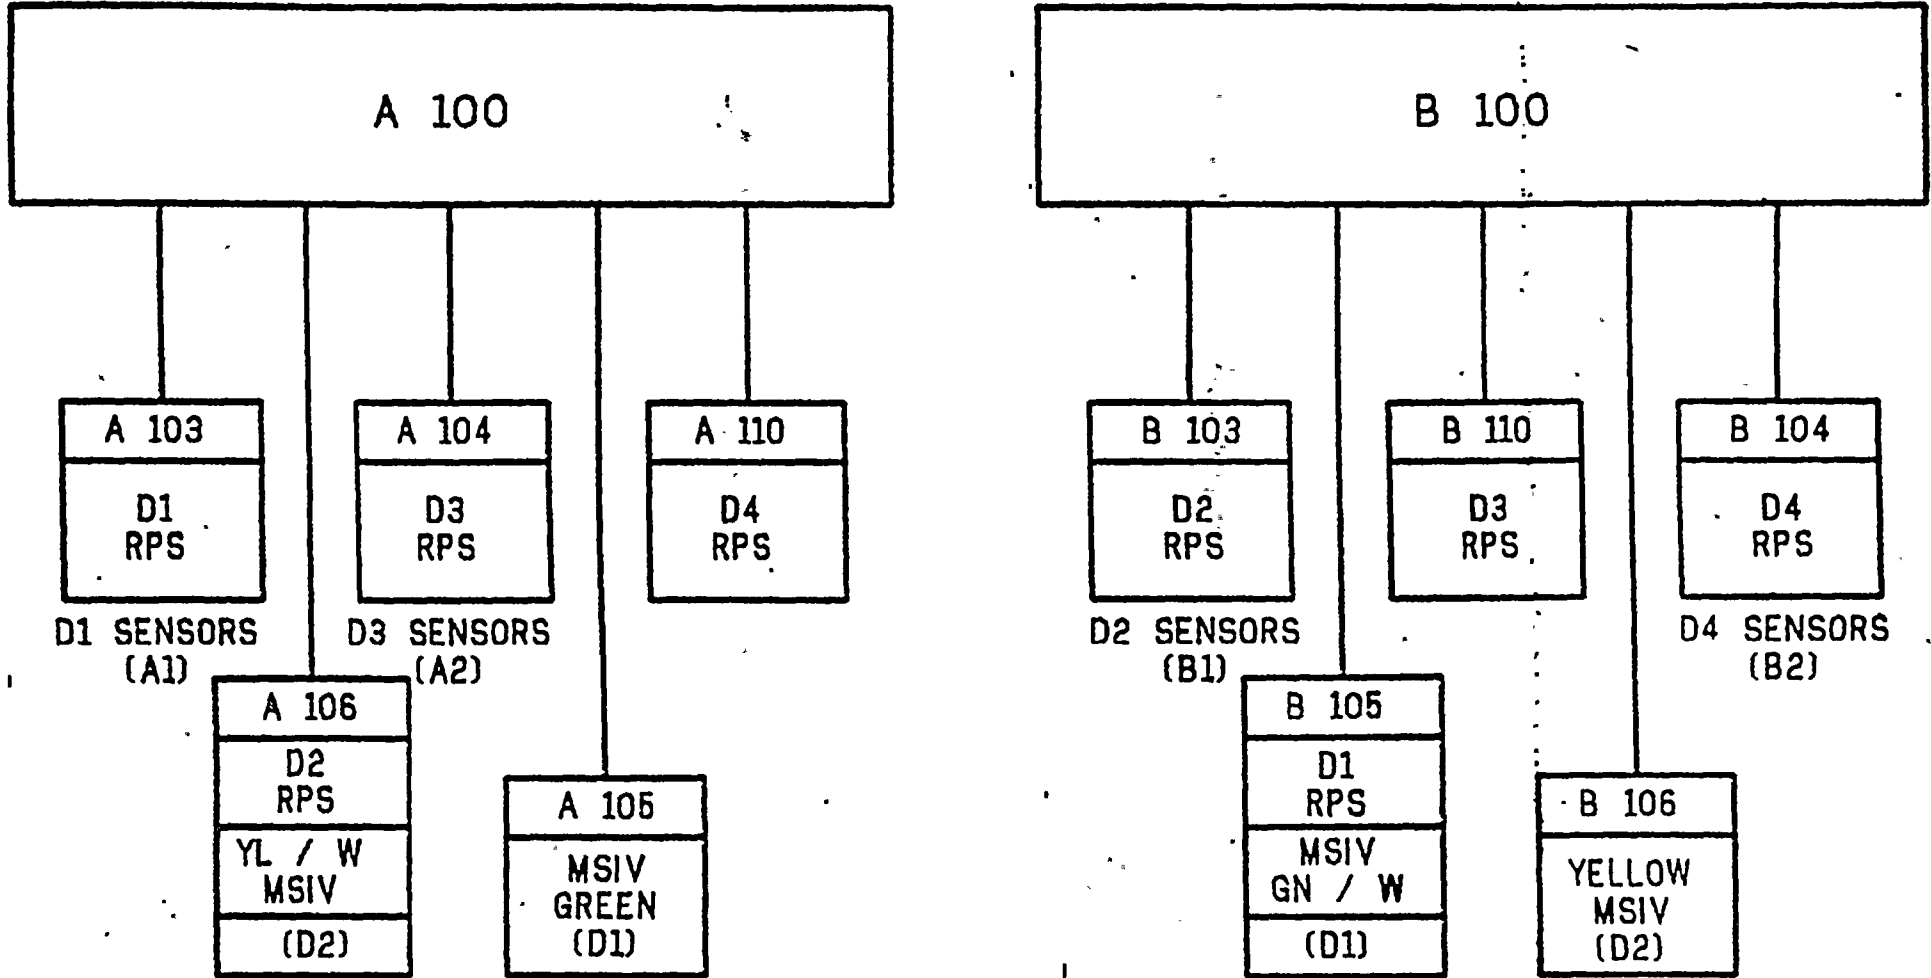 A 100
A 103
D1
RPS
D1 SENSORS
(A1)
A 106
D2
RPS
YL / W
MSIV
(D2)
A 104
D3
RPS
D3 SENSORS
(A2)
A 105
MSIV
GREEN
(D1)
A 110
D4
RPS
B 100
B 103
D2
RPS
D2 SENSORS
(B1)
B 105
D1
RPS
MSIV
GN / W
(D1)
B 110
D3
RPS
B 106
YELLOW
MSIV
(D2)
B 104
D4
RPS
D4 SENSORS
(B2)